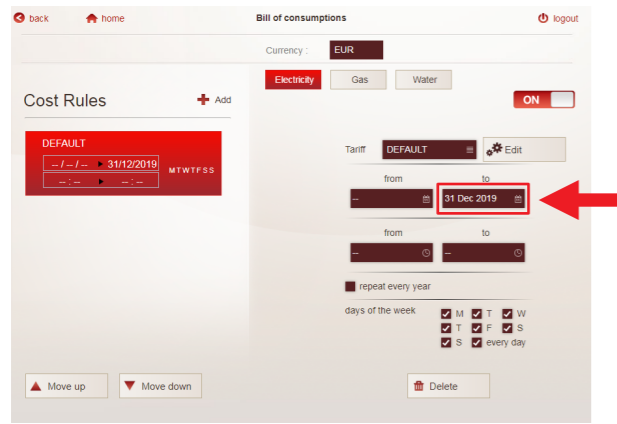 back
home
Bill of consumptions
logout
Currency :
EUR
Electricity
Gas
Water
Cost Rules
Add
ON
DEFAULT
-- / -- / -- 31/12/2019
-- : -- -- : --
MTWTFSS
Tariff
DEFAULT
Edit
from
to
--
31 Dec 2019
from
to
--
--
repeat every year
days of the week
M T W
T F S
S every day
Move up
Move down
Delete